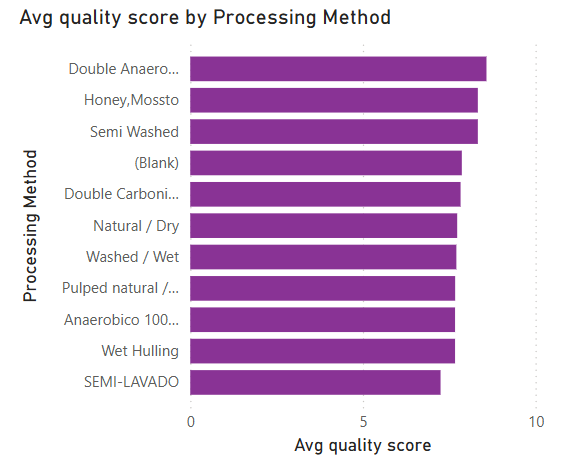 Avg quality score by Processing Method
Double Anaero...
Honey,Mossto
Semi Washed
(Blank)
Double Carboni...
Natural / Dry
Washed / Wet
Pulped natural /...
Anaerobico 100...
Wet Hulling
SEMI-LAVADO
Processing Method
0
5
10
Avg quality score